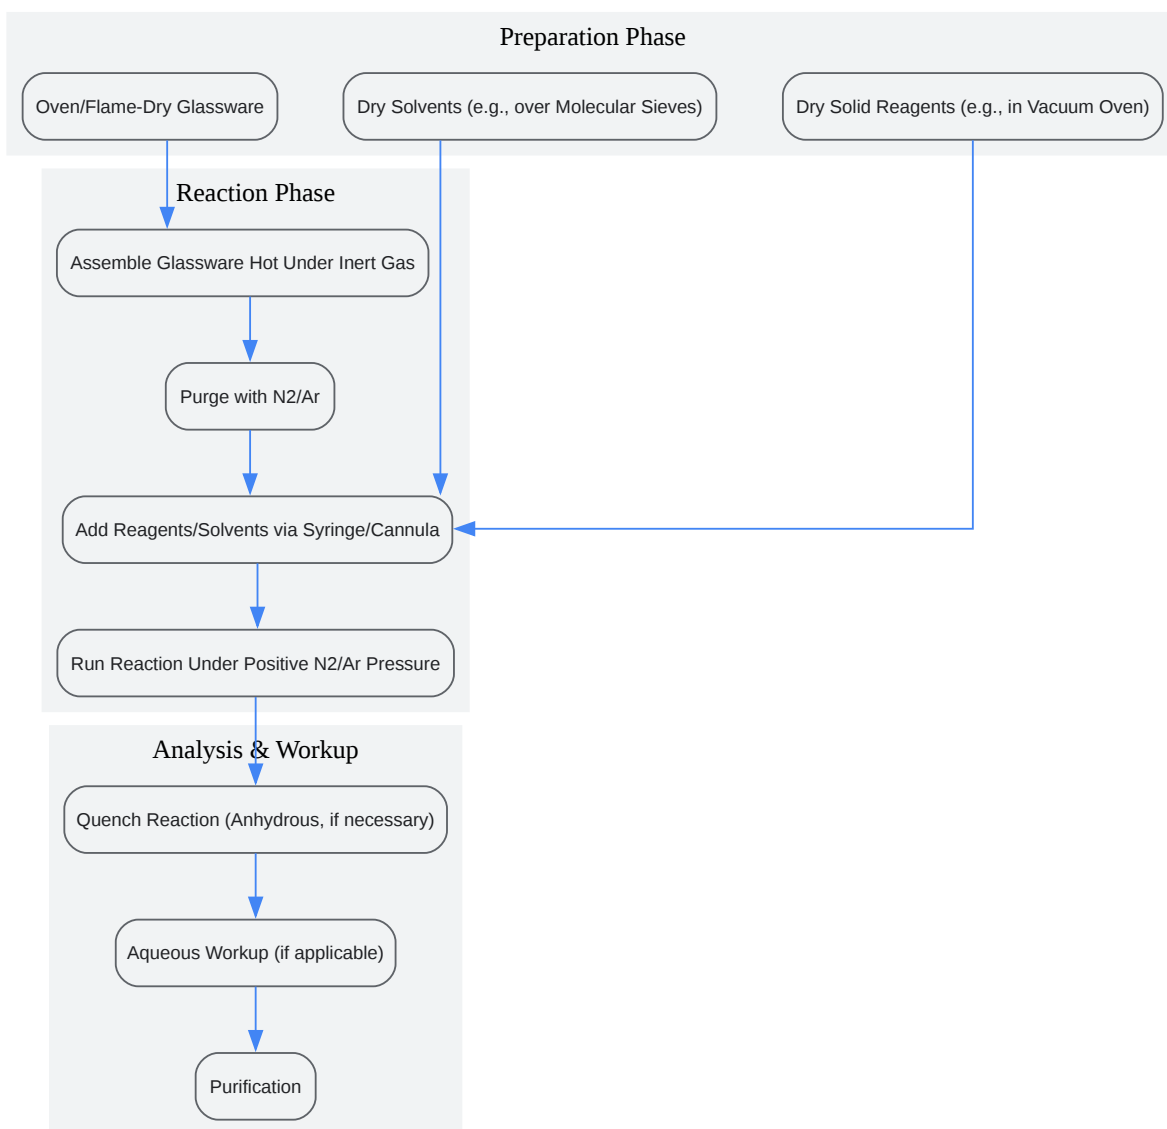 Preparation Phase
Oven/Flame-Dry Glassware
Dry Solvents (e.g., over Molecular Sieves)
Dry Solid Reagents (e.g., in Vacuum Oven)
Reaction Phase
Assemble Glassware Hot Under Inert Gas
Purge with N2/Ar
Add Reagents/Solvents via Syringe/Cannula
Run Reaction Under Positive N2/Ar Pressure
Analysis & Workup
Quench Reaction (Anhydrous, if necessary)
Aqueous Workup (if applicable)
Purification